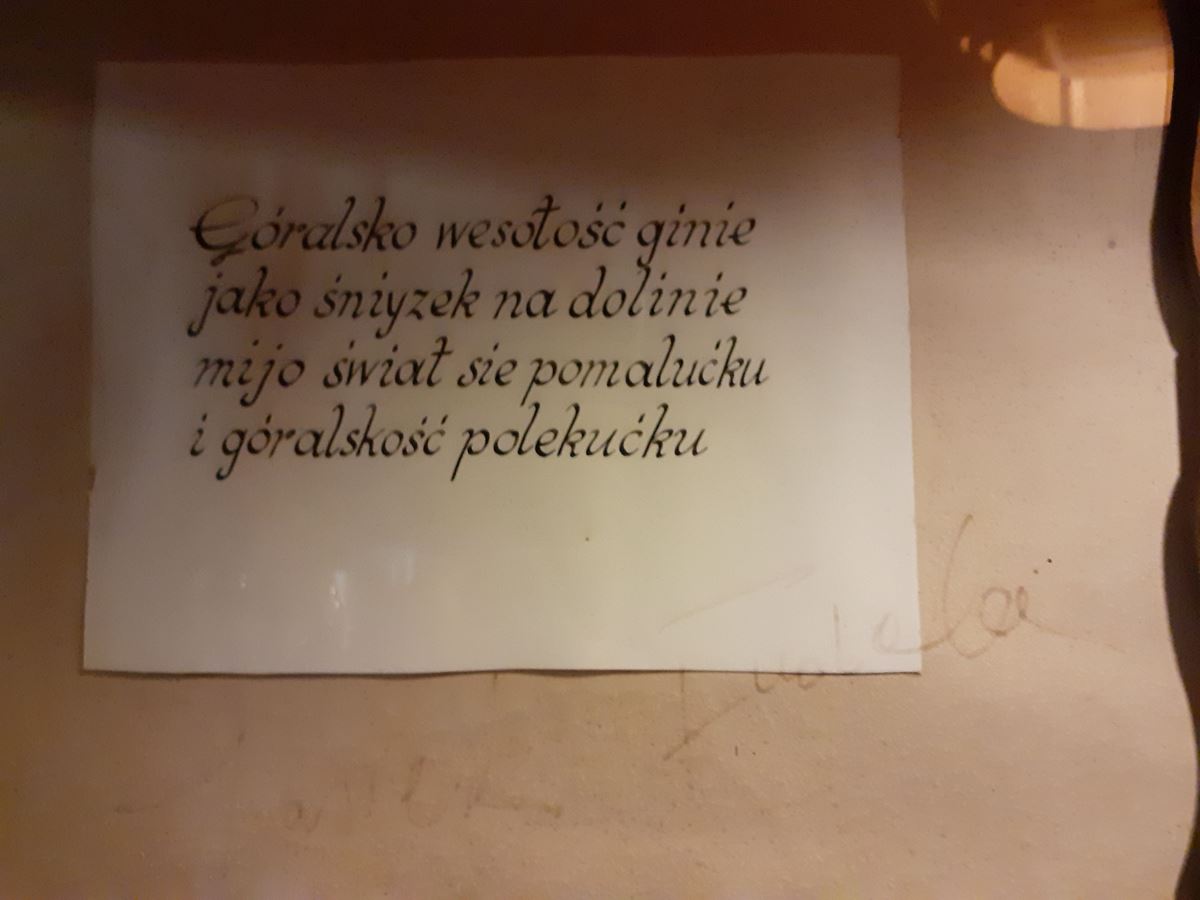 Góralsko wesołość ginie
jako śniyzek na dolinie
mijo świat sie pomalućku
i góralskość polekućku